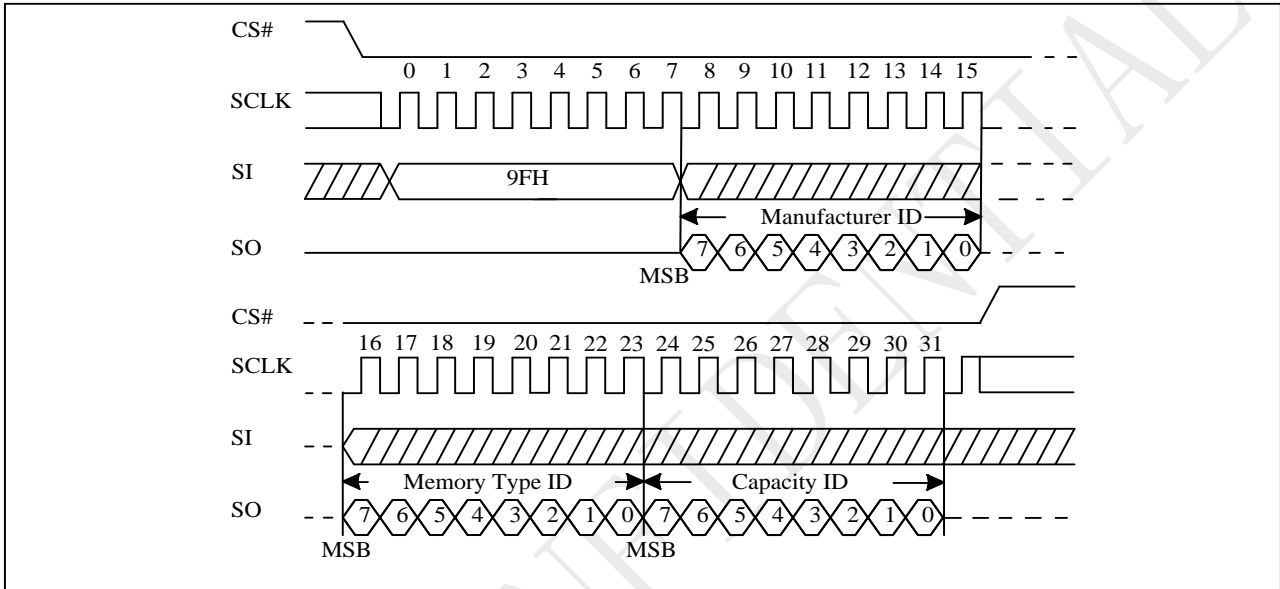 CS#
0 1 2 3 4 5 6 7 8 9 10 11 12 13 14 15
SCLK
SI
9FH
Manufacturer ID
SO
7 6 5 4 3 2 1 0
MSB
CS#
16 17 18 19 20 21 22 23 24 25 26 27 28 29 30 31
SCLK
SI
Memory Type ID Capacity ID
SO
7 6 5 4 3 2 1 0 7 6 5 4 3 2 1 0
MSB MSB
NFIDENTIAL